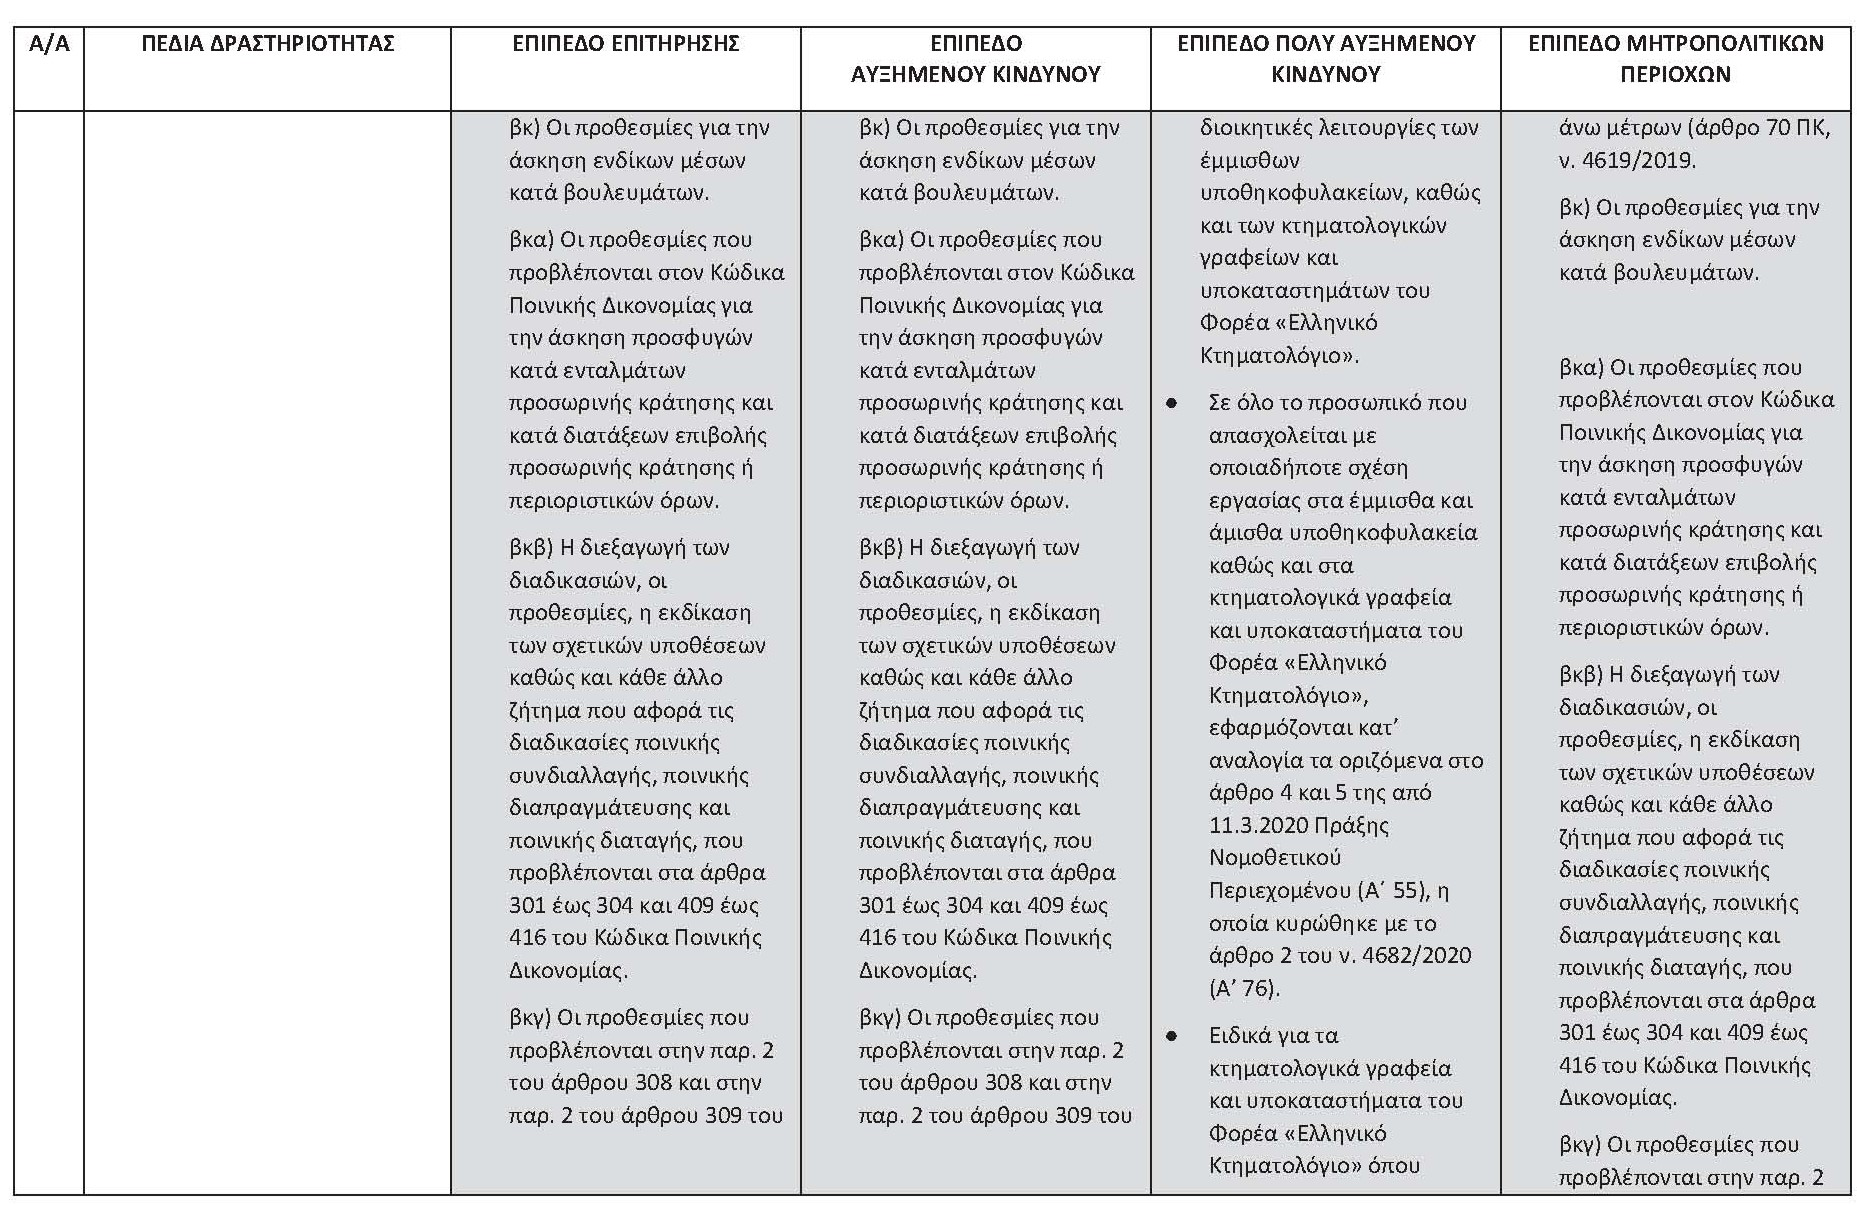 Α/Α
ΠΕΔΙΑ ΔΡΑΣΤΗΡΙΟΤΗΤΑΣ
ΕΠΙΠΕΔΟ ΕΠΙΤΗΡΗΣΗΣ
ΕΠΙΠΕΔΟ
ΑΥΞΗΜΕΝΟΥ ΚΙΝΔΥΝΟΥ
ΕΠΙΠΕΔΟ ΠΟΛΥ ΑΥΞΗΜΕΝΟΥ
ΚΙΝΔΥΝΟΥ
ΕΠΙΠΕΔΟ ΜΗΤΡΟΠΟΛΙΤΙΚΩΝ
ΠΕΡΙΟΧΩΝ
βκ) Οι προθεσμίες για την
άσκηση ενδίκων μέσων
κατά βουλευμάτων.
βκα) Οι προθεσμίες που
προβλέπονται στον Κώδικα
Ποινικής Δικονομίας για
την άσκηση προσφυγών
κατά ενταλμάτων
προσωρινής κράτησης και
κατά διατάξεων επιβολής
προσωρινής κράτησης ή
περιοριστικών όρων.
βκβ) Η διεξαγωγή των
διαδικασιών, οι
προθεσμίες, η εκδίκαση
των σχετικών υποθέσεων
καθώς και κάθε άλλο
ζήτημα που αφορά τις
διαδικασίες ποινικής
συνδιαλλαγής, ποινικής
διαπραγμάτευσης και
ποινικής διαταγής, που
προβλέπονται στα άρθρα
301 έως 304 και 409 έως
416 του Κώδικα Ποινικής
Δικονομίας.
βκγ) Οι προθεσμίες που
προβλέπονται στην παρ. 2
του άρθρου 308 και στην
παρ. 2 του άρθρου 309 του
βκ) Οι προθεσμίες για την
άσκηση ενδίκων μέσων
κατά βουλευμάτων.
βκα) Οι προθεσμίες που
προβλέπονται στον Κώδικα
Ποινικής Δικονομίας για
την άσκηση προσφυγών
κατά ενταλμάτων
προσωρινής κράτησης και
κατά διατάξεων επιβολής
προσωρινής κράτησης ή
περιοριστικών όρων.
βκβ) Η διεξαγωγή των
διαδικασιών, οι
προθεσμίες, η εκδίκαση
των σχετικών υποθέσεων
καθώς και κάθε άλλο
ζήτημα που αφορά τις
διαδικασίες ποινικής
συνδιαλλαγής, ποινικής
διαπραγμάτευσης και
ποινικής διαταγής, που
προβλέπονται στα άρθρα
301 έως 304 και 409 έως
416 του Κώδικα Ποινικής
Δικονομίας.
βκγ) Οι προθεσμίες που
προβλέπονται στην παρ. 2
του άρθρου 308 και στην
παρ. 2 του άρθρου 309 του
διοικητικές λειτουργίες των
έμμισθων
υποθηκοφυλακείων, καθώς
και των κτηματολογικών
γραφείων και
υποκαταστημάτων του
Φορέα «Ελληνικό
Κτηματολόγιο».
● Σε όλο το προσωπικό που
απασχολείται με
οποιαδήποτε σχέση
εργασίας στα έμμισθα και
άμισθα υποθηκοφυλακεία
καθώς και στα
κτηματολογικά γραφεία
και υποκαταστήματα του
Φορέα «Ελληνικό
Κτηματολόγιο»,
εφαρμόζονται κατ’
αναλογία τα οριζόμενα στο
άρθρο 4 και 5 της από
11.3.2020 Πράξης
Νομοθετικού
Περιεχομένου (Α΄ 55), η
οποία κυρώθηκε με το
άρθρο 2 του ν. 4682/2020
(Α’ 76).
● Ειδικά για τα
κτηματολογικά γραφεία
και υποκαταστήματα του
Φορέα «Ελληνικό
Κτηματολόγιο» όπου
άνω μέτρων (άρθρο 70 ΠΚ,
ν. 4619/2019.
βκ) Οι προθεσμίες για την
άσκηση ενδίκων μέσων
κατά βουλευμάτων.
βκα) Οι προθεσμίες που
προβλέπονται στον Κώδικα
Ποινικής Δικονομίας για
την άσκηση προσφυγών
κατά ενταλμάτων
προσωρινής κράτησης και
κατά διατάξεων επιβολής
προσωρινής κράτησης ή
περιοριστικών όρων.
βκβ) Η διεξαγωγή των
διαδικασιών, οι
προθεσμίες, η εκδίκαση
των σχετικών υποθέσεων
καθώς και κάθε άλλο
ζήτημα που αφορά τις
διαδικασίες ποινικής
συνδιαλλαγής, ποινικής
διαπραγμάτευσης και
ποινικής διαταγής, που
προβλέπονται στα άρθρα
301 έως 304 και 409 έως
416 του Κώδικα Ποινικής
Δικονομίας.
βκγ) Οι προθεσμίες που
προβλέπονται στην παρ. 2